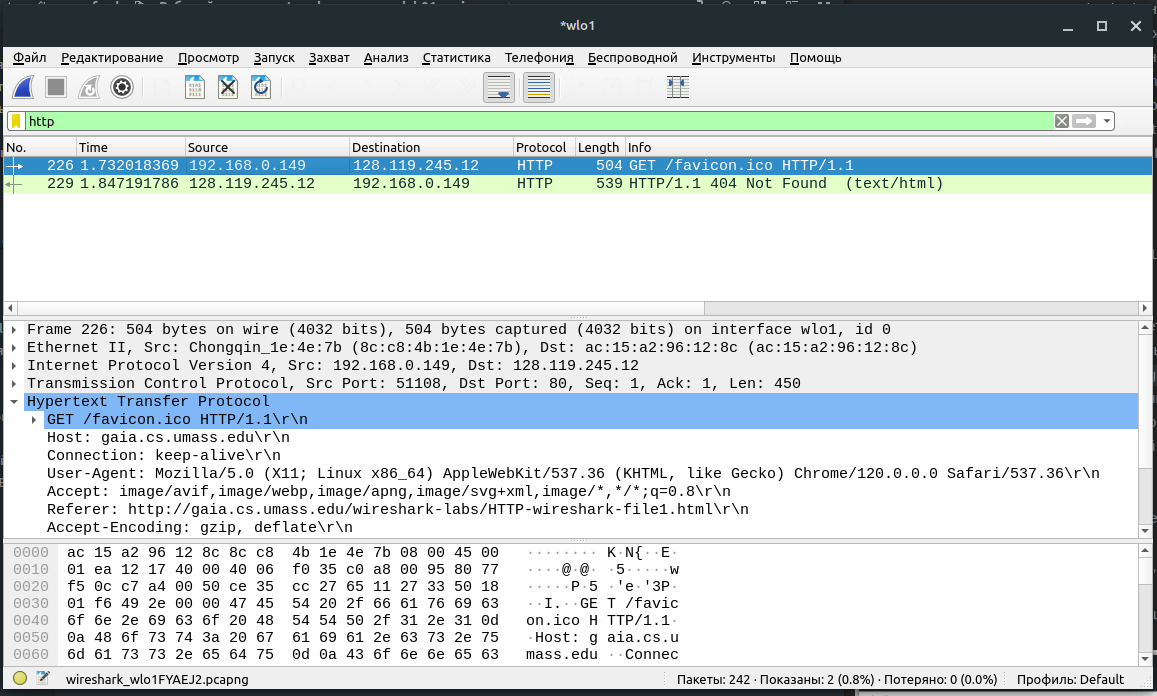 *wlo1
Файл Редактирование Просмотр Запуск Захват Анализ Статистика Телефония Беспроводной Инструменты Помощь
http
No. Time Source Destination Protocol Length Info
226 1.732018369 192.168.0.149 128.119.245.12 HTTP 504 GET /favicon.ico HTTP/1.1
229 1.847191786 128.119.245.12 192.168.0.149 HTTP 539 HTTP/1.1 404 Not Found (text/html)
Frame 226: 504 bytes on wire (4032 bits), 504 bytes captured (4032 bits) on interface wlo1, id 0
Ethernet II, Src: Chongqin_1e:4e:7b (8c:c8:4b:1e:4e:7b), Dst: ac:15:a2:96:12:8c (ac:15:a2:96:12:8c)
Internet Protocol Version 4, Src: 192.168.0.149, Dst: 128.119.245.12
Transmission Control Protocol, Src Port: 51108, Dst Port: 80, Seq: 1, Ack: 1, Len: 450
Hypertext Transfer Protocol
GET /favicon.ico HTTP/1.1\r\n
Host: gaia.cs.umass.edu\r\n
Connection: keep-alive\r\n
User-Agent: Mozilla/5.0 (X11; Linux x86_64) AppleWebKit/537.36 (KHTML, like Gecko) Chrome/120.0.0.0 Safari/537.36\r\n
Accept: image/avif,image/webp,image/apng,image/svg+xml,image/*,*/*;q=0.8\r\n
Referer: http://gaia.cs.umass.edu/wireshark-labs/HTTP-wireshark-file1.html\r\n
Accept-Encoding: gzip, deflate\r\n
0000 ac 15 a2 96 12 8c 8c c8 4b 1e 4e 7b 08 00 45 00 ········ K·N{··E·
0010 01 ea 12 17 40 00 40 06 f0 35 c0 a8 00 95 80 77 ····@·@· ·5·····w
0020 f5 0c c7 a4 00 50 ce 35 cc 27 65 11 27 33 50 18 ·····P·5 ·'e·'3P·
0030 01 f6 49 2e 00 00 47 45 54 20 2f 66 61 76 69 63 ··I.··GE T /favic
0040 6f 6e 2e 69 63 6f 20 48 54 54 50 2f 31 2e 31 0d on.ico H TTP/1.1·
0050 0a 48 6f 73 74 3a 20 67 61 69 61 2e 63 73 2e 75 ·Host: g aia.cs.u
0060 6d 61 73 73 2e 65 64 75 0d 0a 43 6f 6e 6e 65 63 mass.edu ··Connec
wireshark_wlo1FYAEJ2.pcapng Пакеты: 242 · Показаны: 2 (0.8%) · Потеряно: 0 (0.0%) Профиль: Default